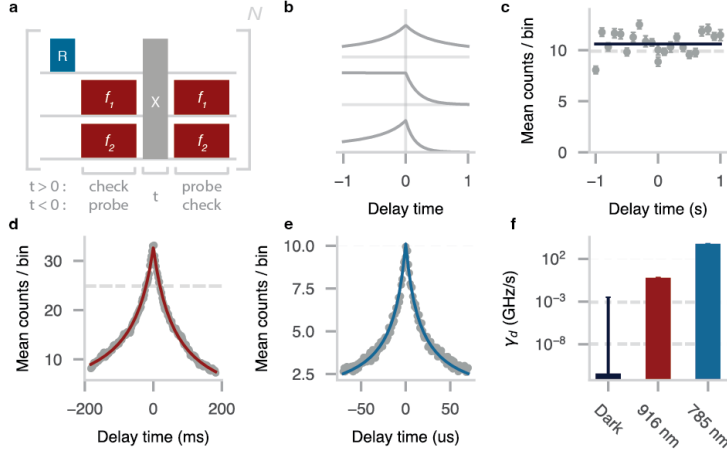 a
N
R
X
f1
f1
f2
f2
t > 0 :
check
t
probe
t < 0 :
probe
check
b
−1
0
1
Delay time
c
Mean counts / bin
10
5
0
−1
0
1
Delay time (s)
d
Mean counts / bin
30
20
10
−200
0
200
Delay time (ms)
e
Mean counts / bin
10.0
7.5
5.0
2.5
−50
0
50
Delay time (us)
f
γd (GHz/s)
10²
10⁻³
10⁻⁸
Dark
916 nm
785 nm